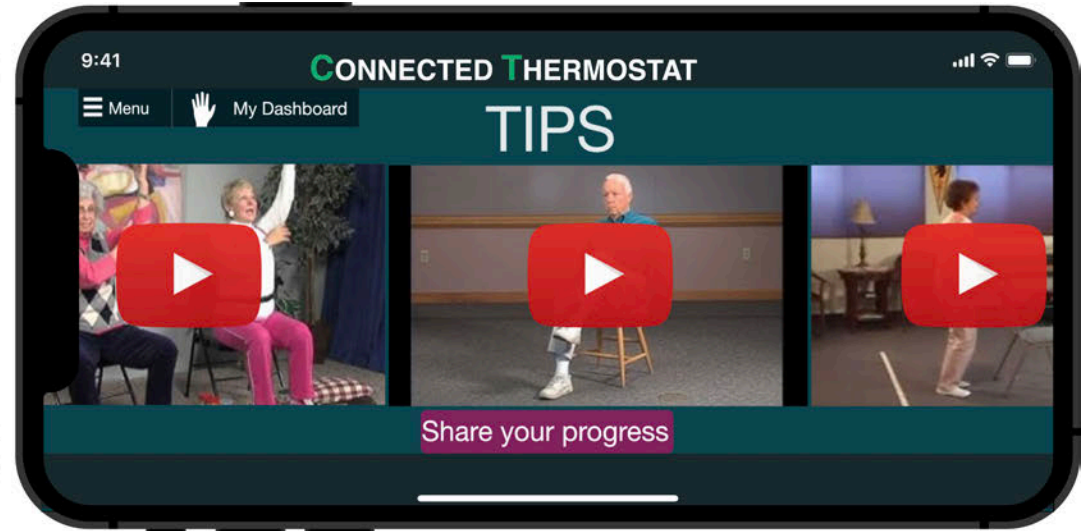 9:41
CONNECTED THERMOSTAT
Menu
My Dashboard
TIPS
Share your progress